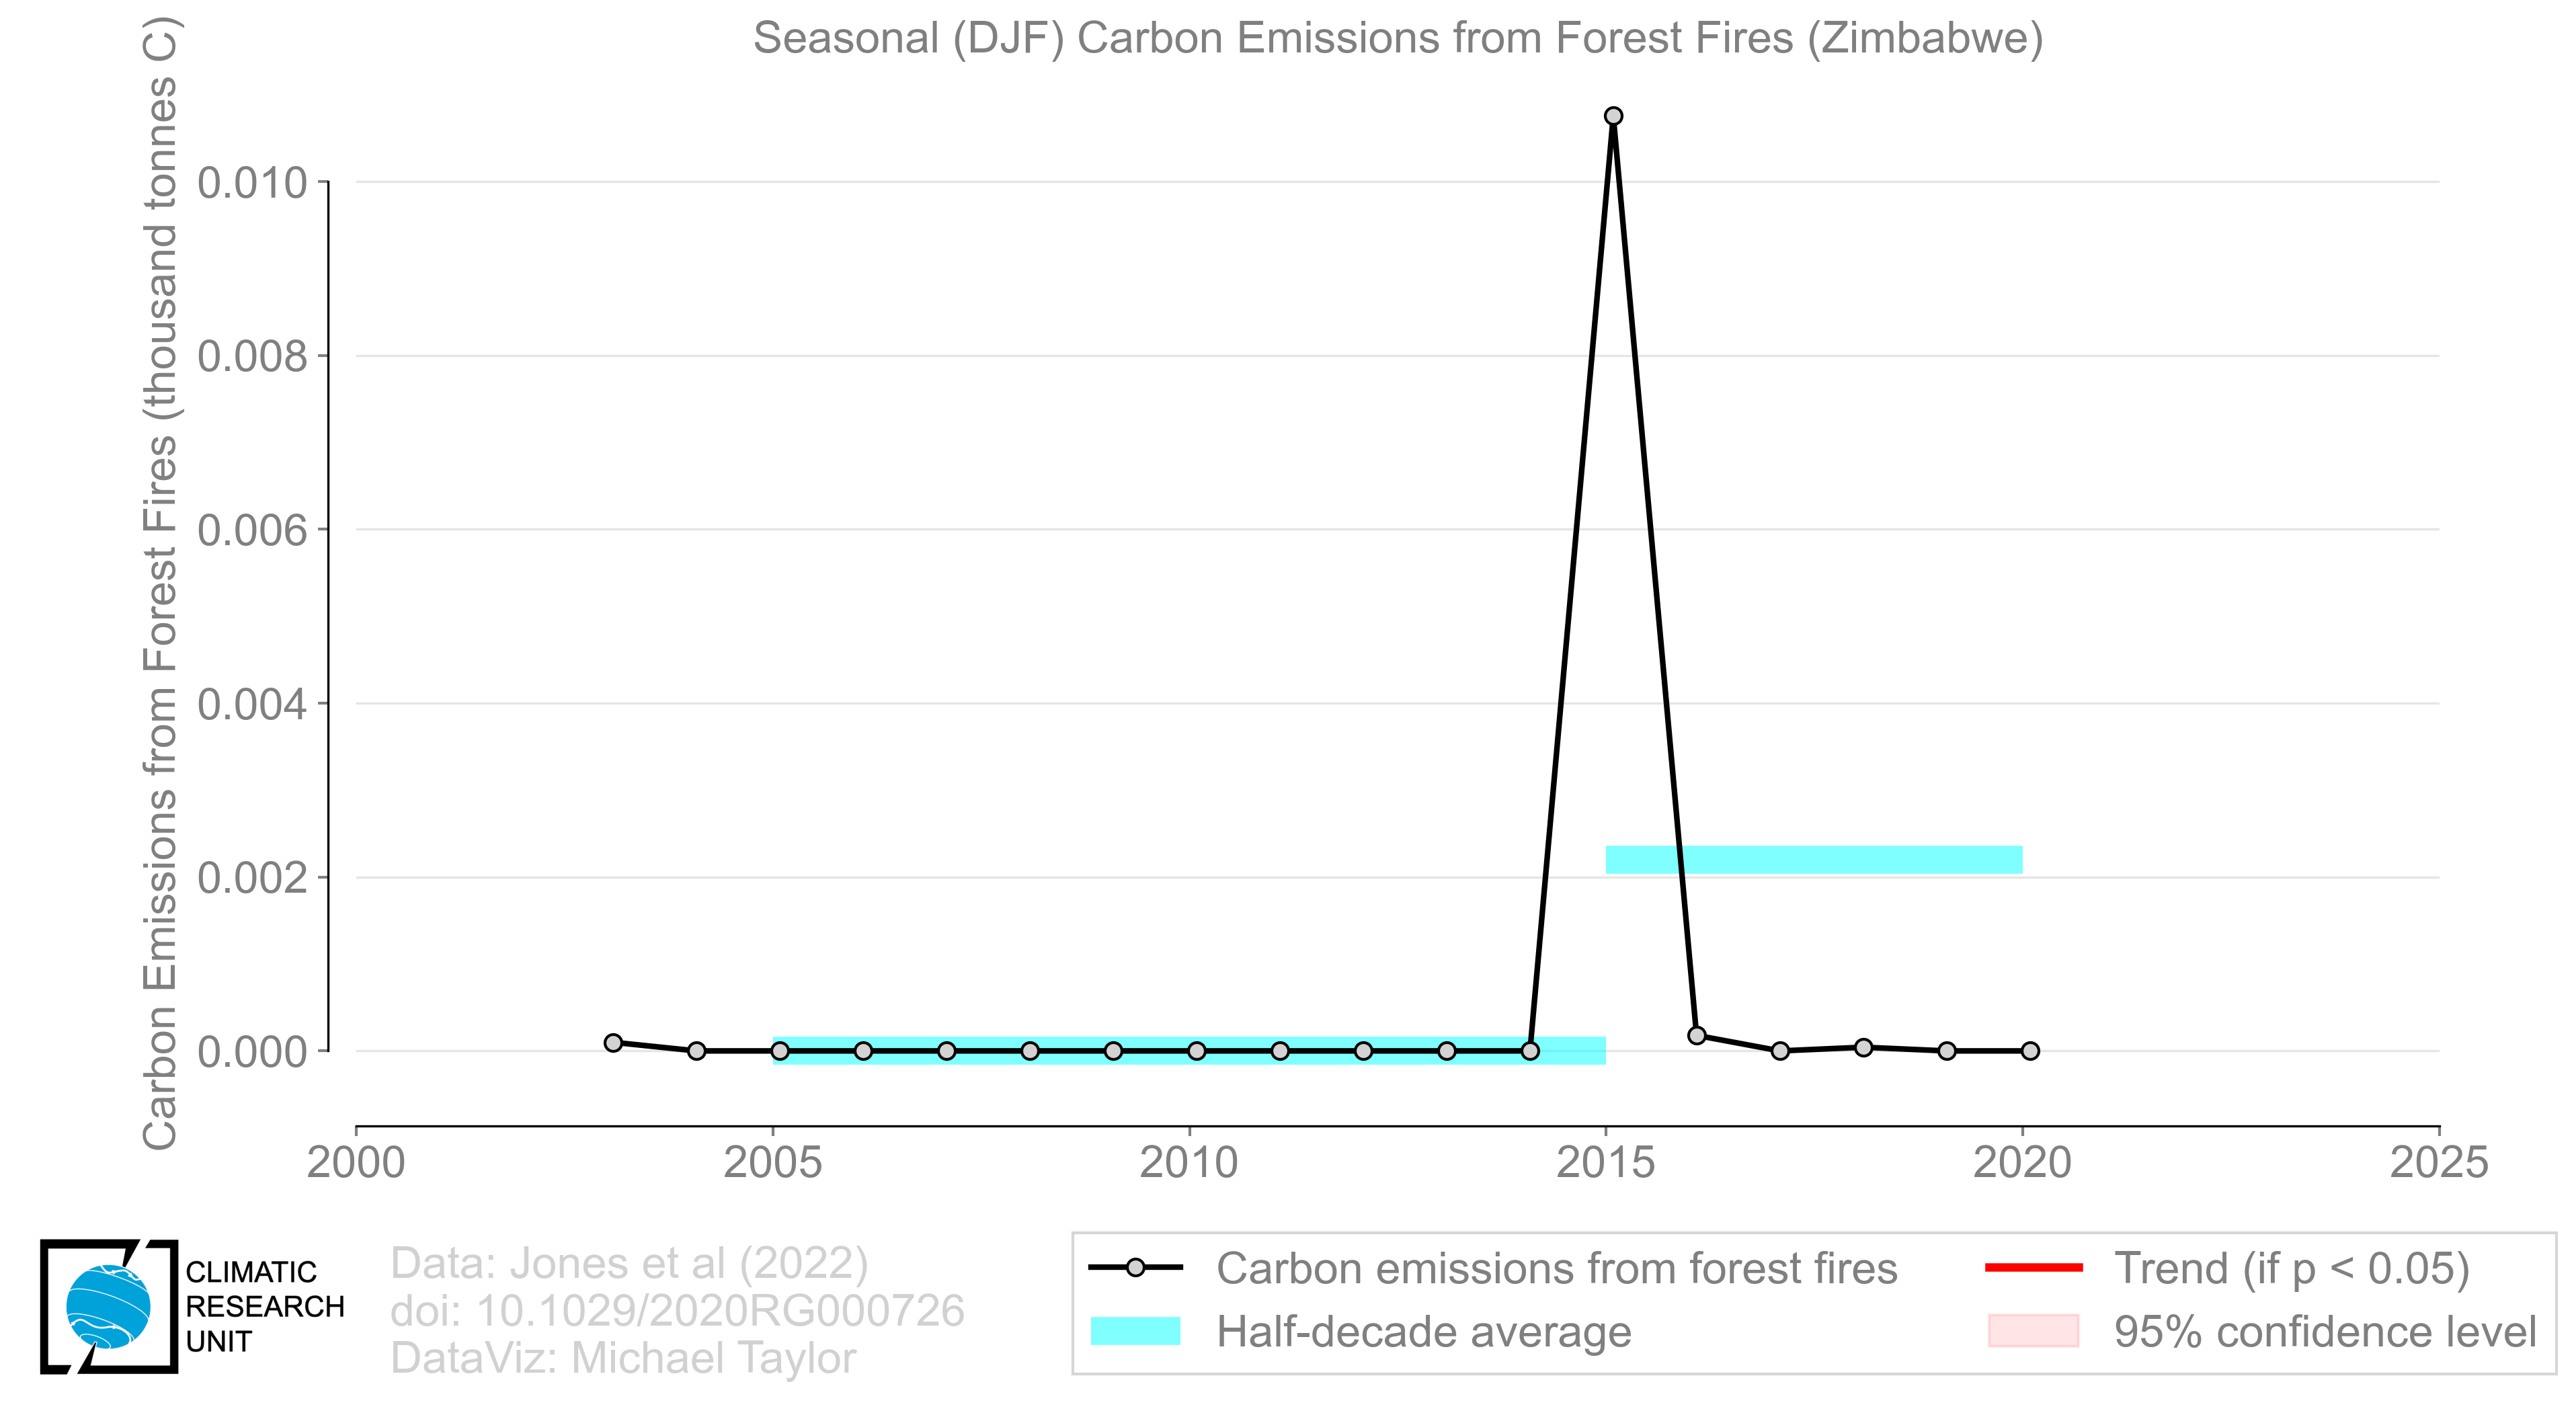 Seasonal (DJF) Carbon Emissions from Forest Fires (Zimbabwe)
Carbon Emissions from Forest Fires (thousand tonnes C)
0.010
0.008
0.006
0.004
0.002
0.000
2000
2005
2010
2015
2020
2025
CLIMATIC
RESEARCH
UNIT
Data: Jones et al (2022)
doi: 10.1029/2020RG000726
DataViz: Michael Taylor
Carbon emissions from forest fires
Half-decade average
Trend (if p < 0.05)
95% confidence level